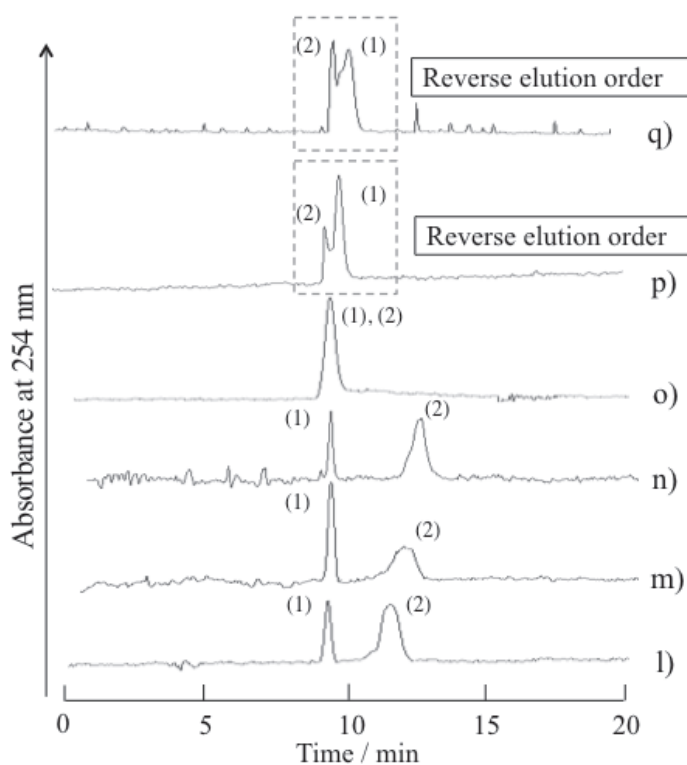 (2) (1)
Reverse elution order
q)
(2) (1)
Reverse elution order
p)
(1), (2)
o)
(1) (2)
n)
(1) (2)
m)
(1) (2)
l)
Absorbance at 254 nm
0 5 10 15 20
Time / min